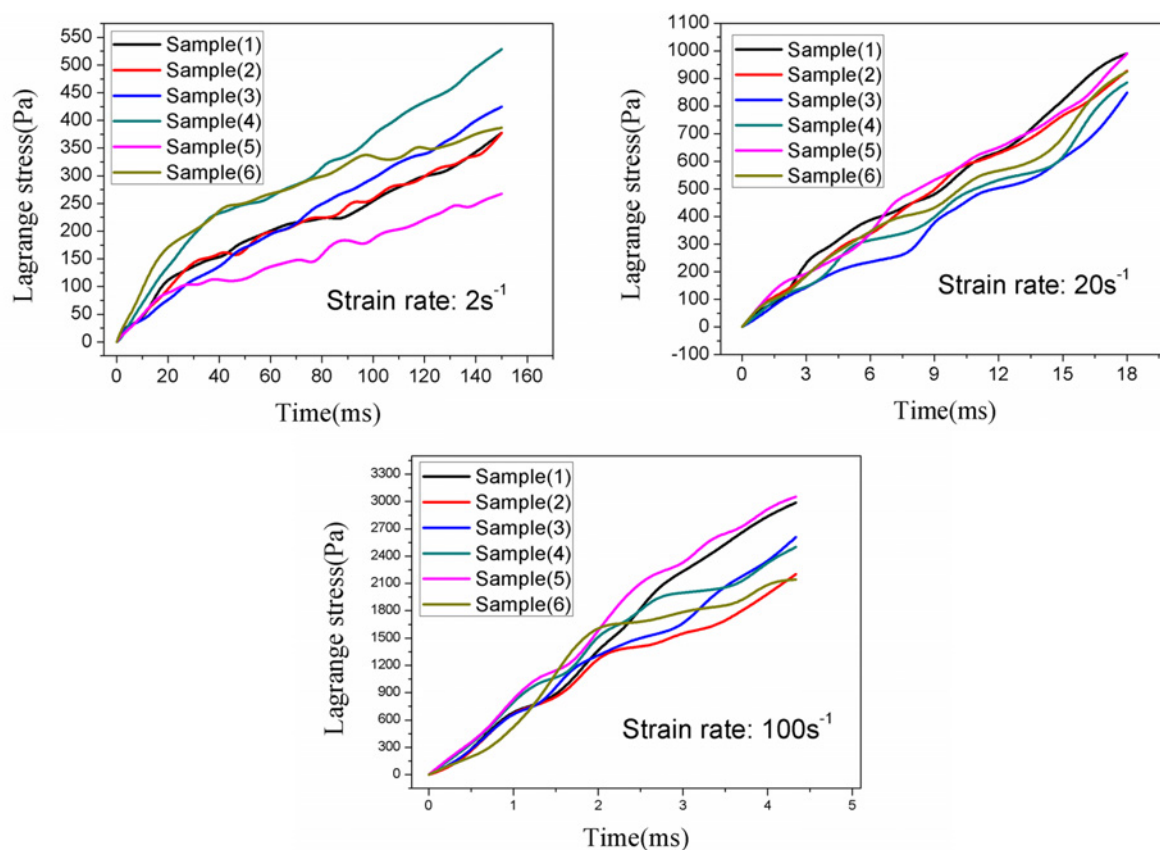 550
500
450
400
350
300
250
200
150
100
50
0
Lagrange stress(Pa)
Sample(1)
Sample(2)
Sample(3)
Sample(4)
Sample(5)
Sample(6)
Strain rate: 2s⁻¹
0 20 40 60 80 100 120 140 160
Time(ms)
1100
1000
900
800
700
600
500
400
300
200
100
0
-100
Lagrange stress(Pa)
Sample(1)
Sample(2)
Sample(3)
Sample(4)
Sample(5)
Sample(6)
Strain rate: 20s⁻¹
0 3 6 9 12 15 18
Time(ms)
3300
3000
2700
2400
2100
1800
1500
1200
900
600
300
0
Lagrange stress(Pa)
Sample(1)
Sample(2)
Sample(3)
Sample(4)
Sample(5)
Sample(6)
Strain rate: 100s⁻¹
0 1 2 3 4 5
Time(ms)